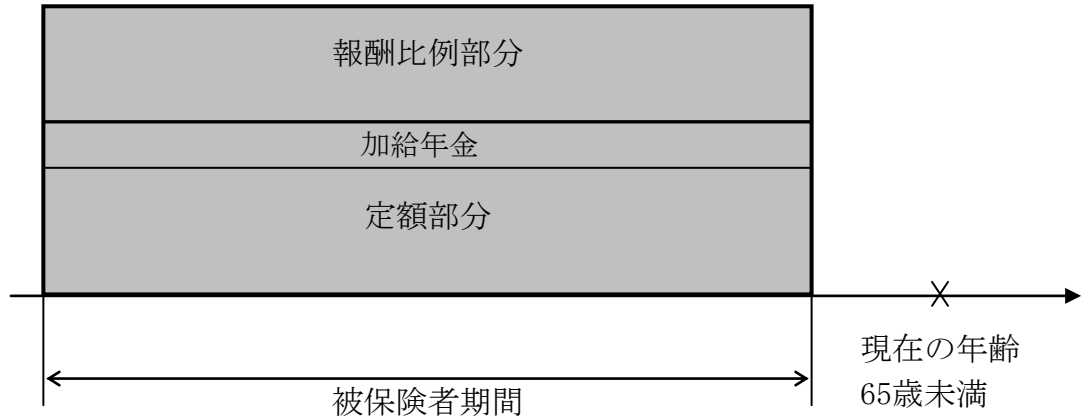 報酬比例部分
加給年金
定額部分
現在の年齢
65歳未満
被保険者期間